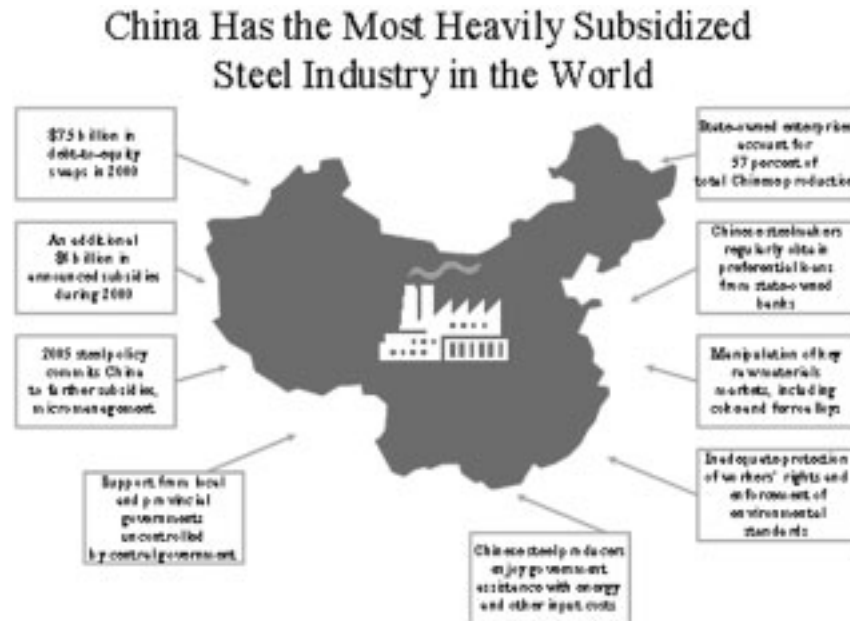 China Has the Most Heavily Subsidized
Steel Industry in the World
$7.5 billion in
debt-to-equity
swaps in 2000
An additional
$6 billion in
announced subsidies
during 2000
2005 steel policy
commits China
to further subsidies,
micromanagement.
Support from local
and provincial
governments
uncontrolled
by central government.
Chinese steel producers
enjoy government
assistance with energy
and other input costs
State-owned enterprises
account for
percent of
total Chinese production
Chinese steelmakers
regularly obtain
preferential loans
from state-owned
banks
Manipulation of key
raw materials
markets, including
coke and ferroalloys
Inadequate protection
of workers' rights and
enforcement of
environmental
standards